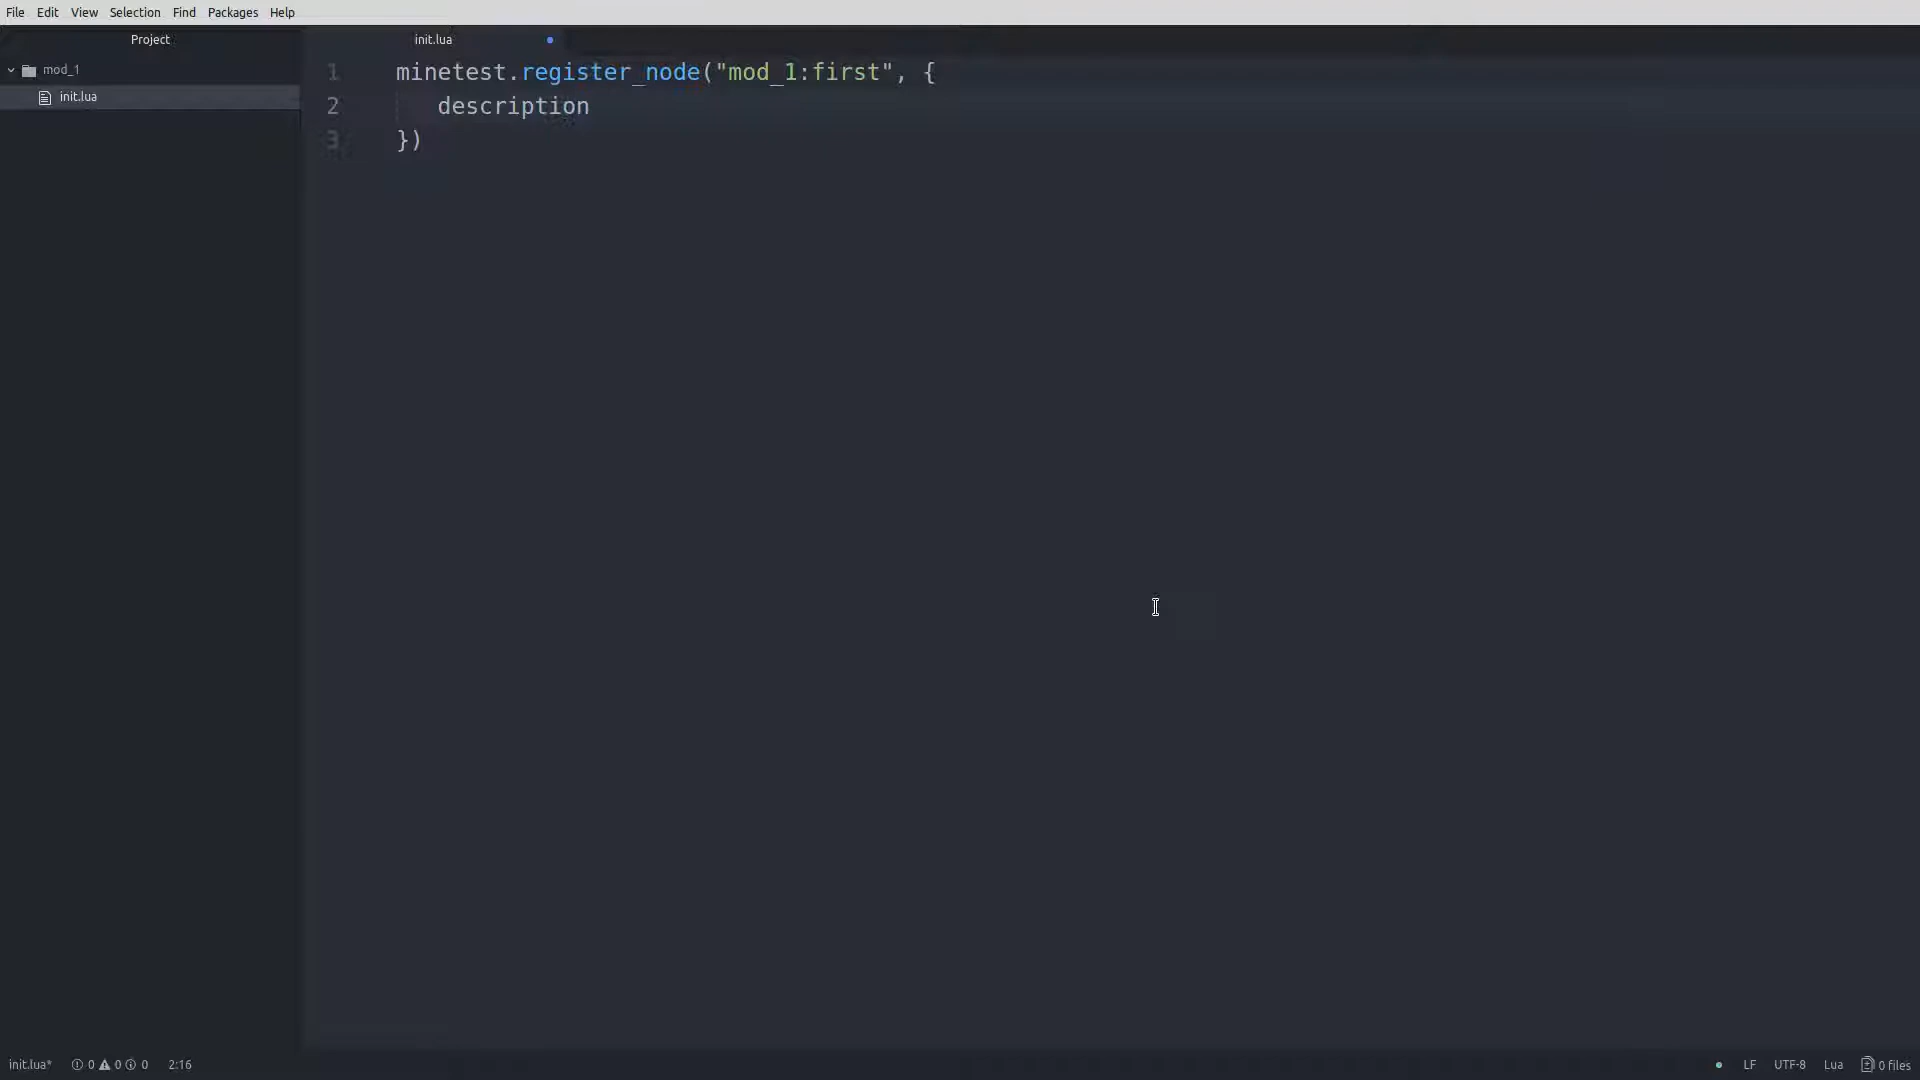 File Edit View Selection Find Packages Help
Project
mod_1
init.lua
init.lua
1 minetest.register_node("mod_1:first", {
2 description
3 })
init.lua* 0 0 0 2:16
LF UTF-8 Lua 0 files